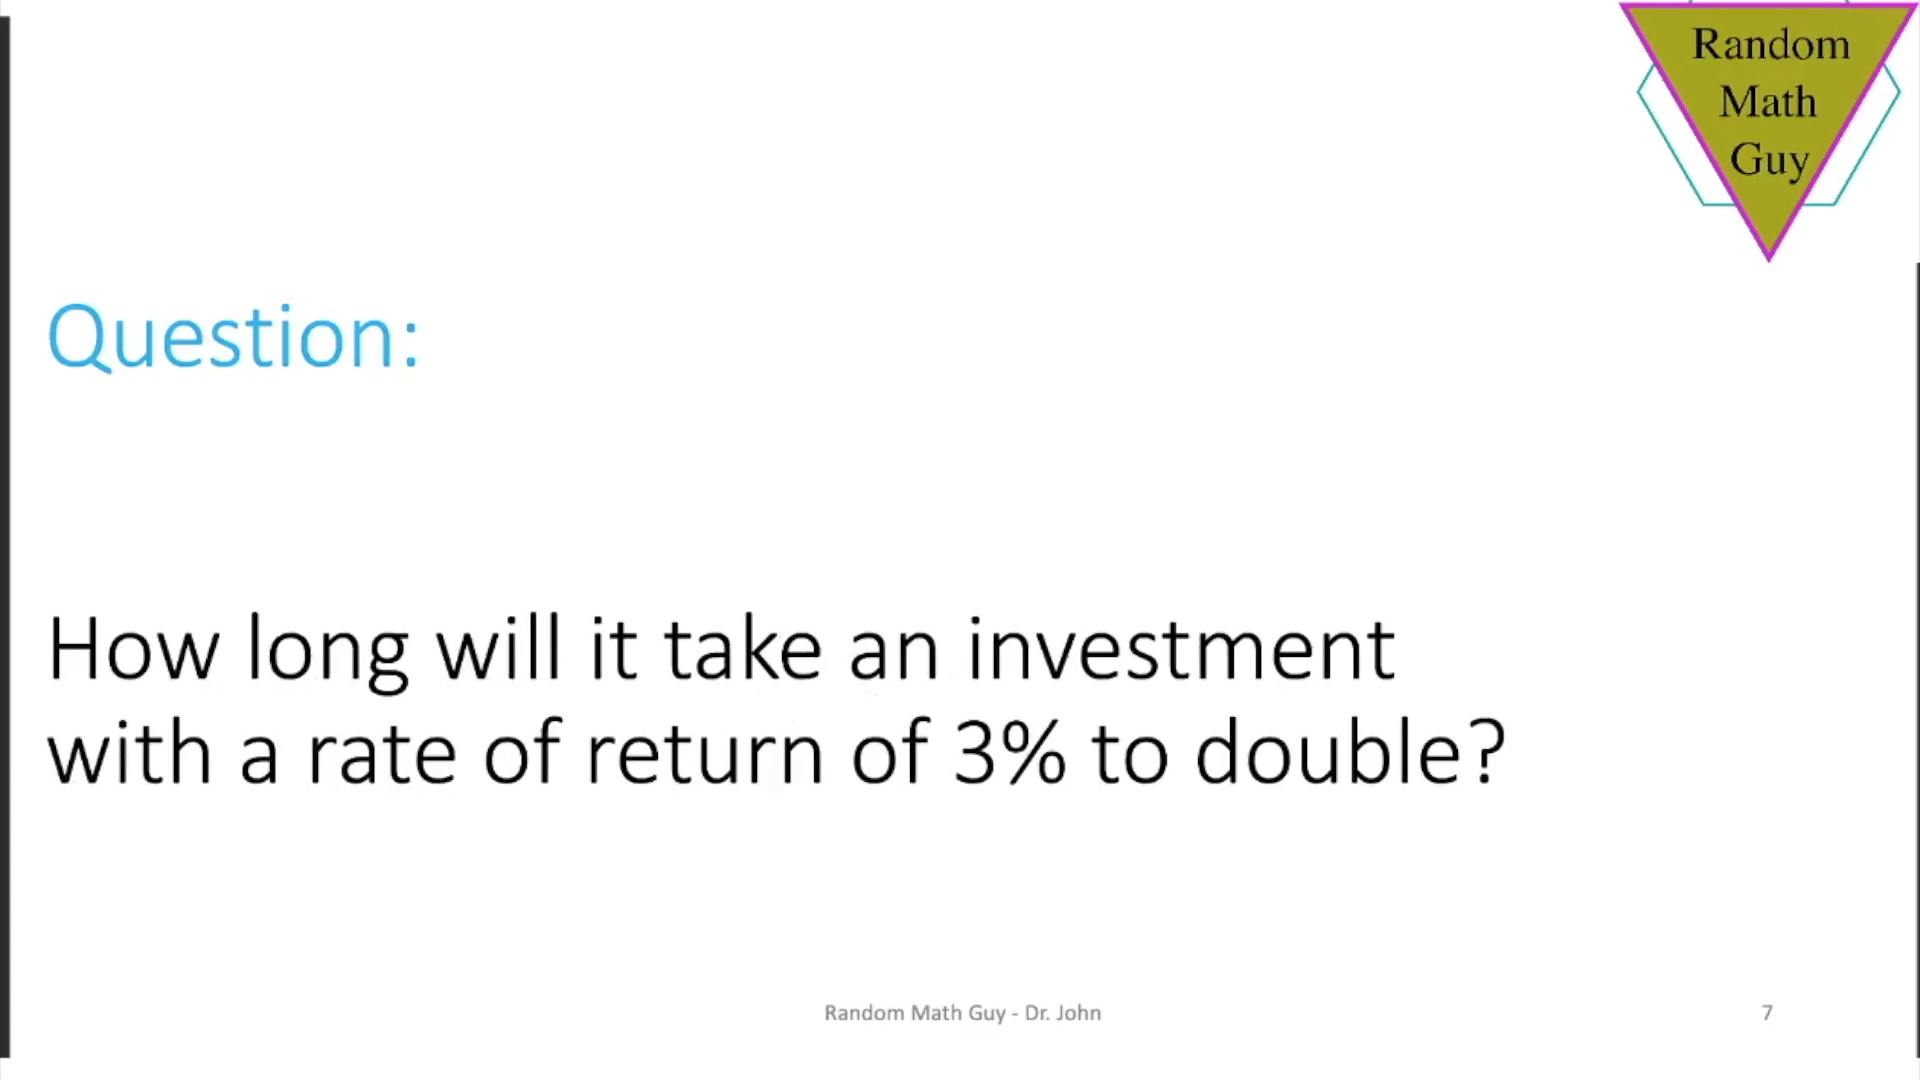 Random
Math
Guy
Question:
How long will it take an investment
with a rate of return of 3% to double?
Random Math Guy - Dr. John
7